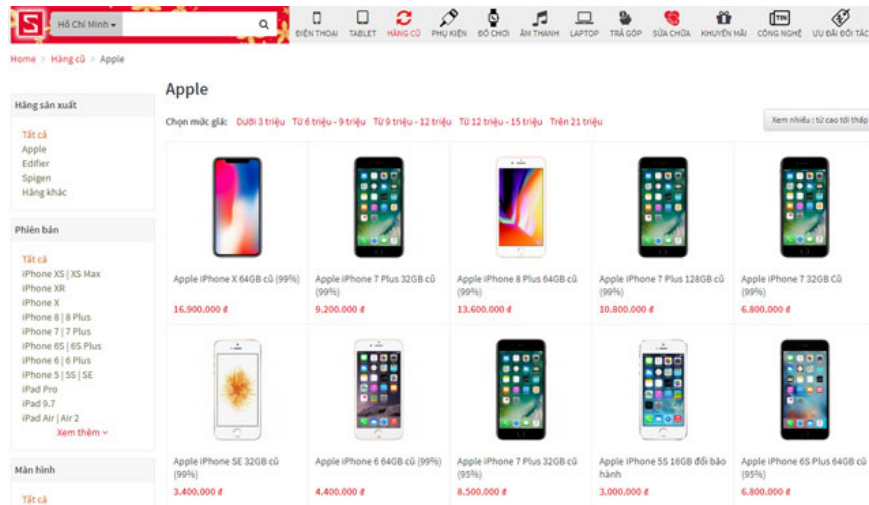 S
Hồ Chí Minh
ĐIỆN THOẠI
TABLET
HÀNG CŨ
PHỤ KIỆN
ĐỒ CHƠI
ÂM THANH
LAPTOP
TRẢ GÓP
SỬA CHỮA
KHUYẾN MÃI
TIN
CÔNG NGHỆ
ƯU ĐÃI ĐỐI TÁC
Home > Hàng cũ > Apple
Hãng sản xuất
Tất cả
Apple
Edifier
Spigen
Hãng khác
Phiên bản
Tất cả
iPhone XS | XS Max
iPhone XR
iPhone X
iPhone 8 | 8 Plus
iPhone 7 | 7 Plus
iPhone 6S | 6S Plus
iPhone 6 | 6 Plus
iPhone 5 | 5S | SE
iPad Pro
iPad 9.7
iPad Air | Air 2
Xem thêm
Màn hình
Tất cả
Apple
Chọn mức giá: Dưới 3 triệu Từ 6 triệu - 9 triệu Từ 9 triệu - 12 triệu Từ 12 triệu - 15 triệu Trên 21 triệu
Xem nhiều : từ cao tới thấp
Apple iPhone X 64GB cũ (99%)
16.900.000 đ
Apple iPhone 7 Plus 32GB cũ
(99%)
9.200.000 đ
Apple iPhone 8 Plus 64GB cũ
(99%)
13.600.000 đ
Apple iPhone 7 Plus 128GB cũ
(99%)
10.800.000 đ
Apple iPhone 7 32GB Cũ
(99%)
6.800.000 đ
Apple iPhone SE 32GB cũ
(99%)
3.400.000 đ
Apple iPhone 6 64GB cũ (99%)
4.400.000 đ
Apple iPhone 7 Plus 32GB cũ
(95%)
8.500.000 đ
Apple iPhone 5S 16GB đổi bảo
hành
3.000.000 đ
Apple iPhone 6S Plus 64GB cũ
(95%)
6.800.000 đ